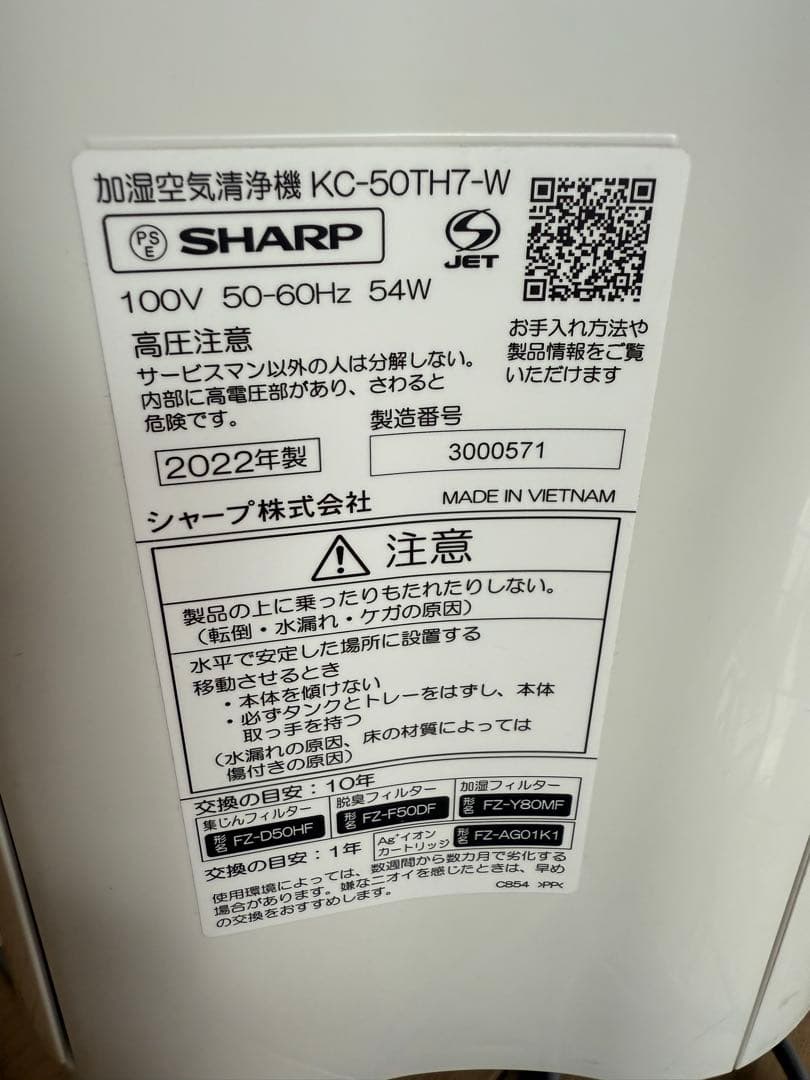 加湿空気清浄機 KC-50TH7-W
PS E SHARP
JET
100V 50-60Hz 54W
お手入れ方法や
製品情報をご覧
いただけます
高圧注意
サービスマン以外の人は分解しない。
内部に高電圧部があり、さわると
危険です。
製造番号
2022年製
3000571
シャープ株式会社
MADE IN VIETNAM
注意
製品の上に乗ったりもたれたりしない。
（転倒・水漏れ・ケガの原因）
水平で安定した場所に設置する
移動させるとき
・本体を傾けない
・必ずタンクとトレーをはずし、本体
取っ手を持つ
（水漏れの原因、床の材質によっては
傷付きの原因）
交換の目安：10年
集じんフィルター
形名 FZ-D50HF
脱臭フィルター
形名 FZ-F50DF
加湿フィルター
形名 FZ-Y80MF
交換の目安：1年
Ag+イオン
カートリッジ
形名 FZ-AG01K1
使用環境によっては、数週間から数カ月で劣化する
場合があります。嫌なニオイを感じたときは、早め
の交換をおすすめします。
C854 >PP<